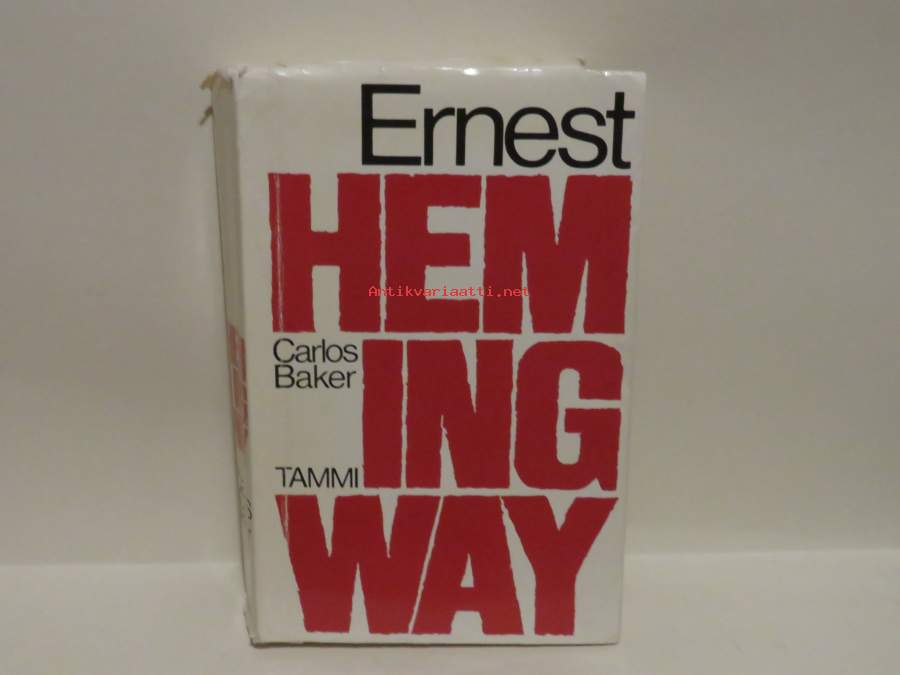 Ernest
HEM
Antikvariaatti.net
Carlos
Baker
ING
TAMMI
WAY